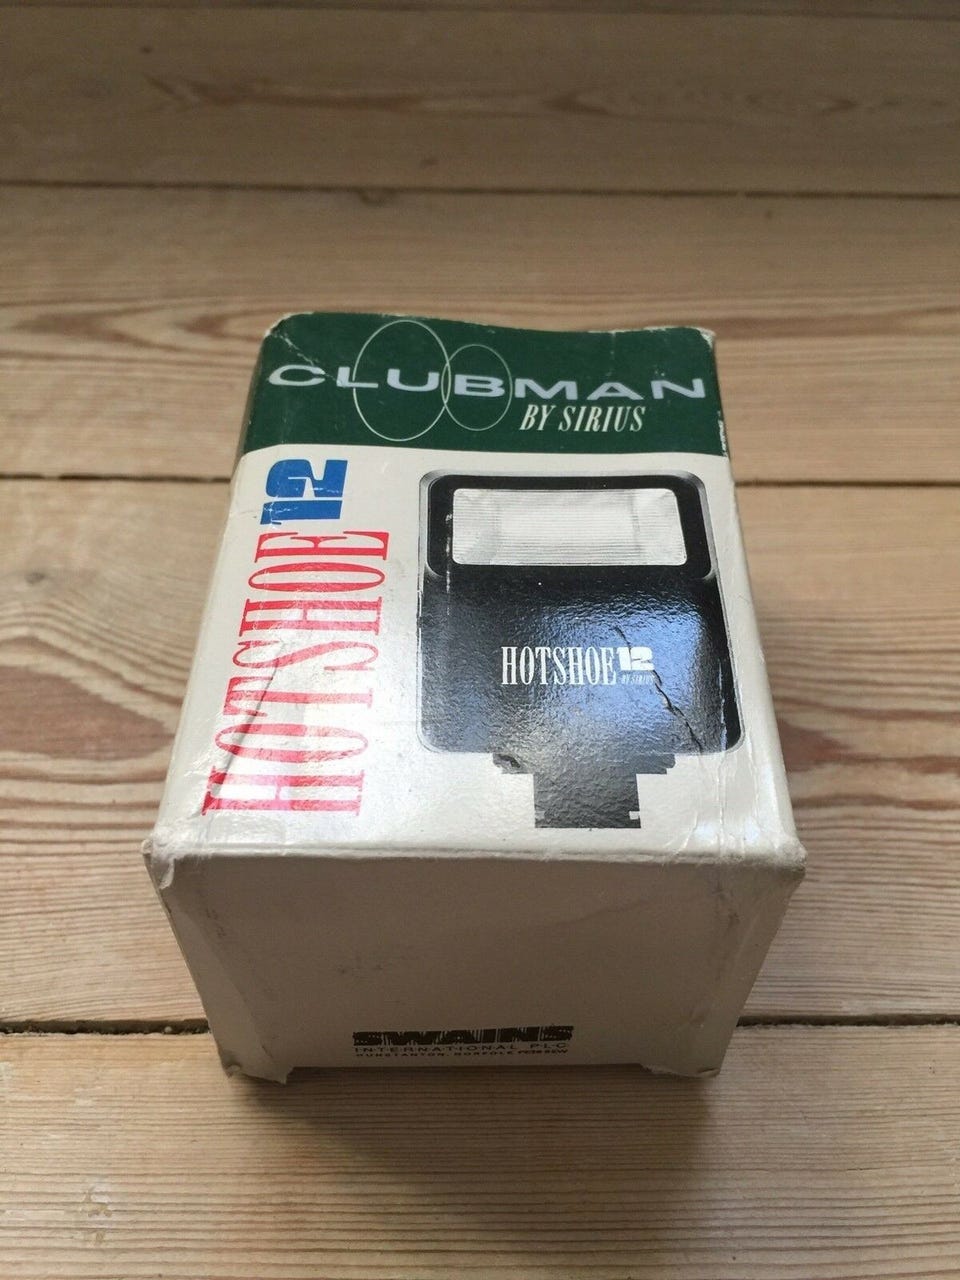 CLUBMAN
BY SIRIUS
HOTSHOE 12
HOTSHOE 12
BY SIRIUS
SWAINS
INTERNATIONAL PLC
HUNSTANTON, NORFOLK